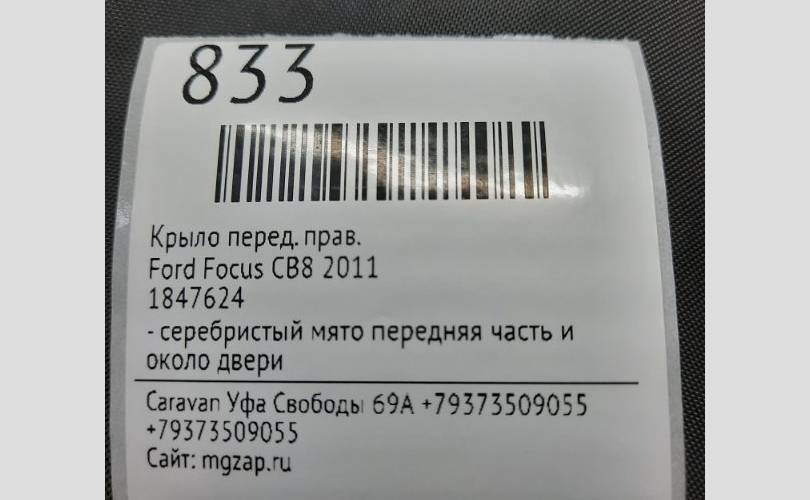 833
Крыло перед. прав.
Ford Focus CB8 2011
1847624
- серебристый мято передняя часть и
около двери
Caravan Уфа Свободы 69А +79373509055
+79373509055
Сайт: mgzap.ru